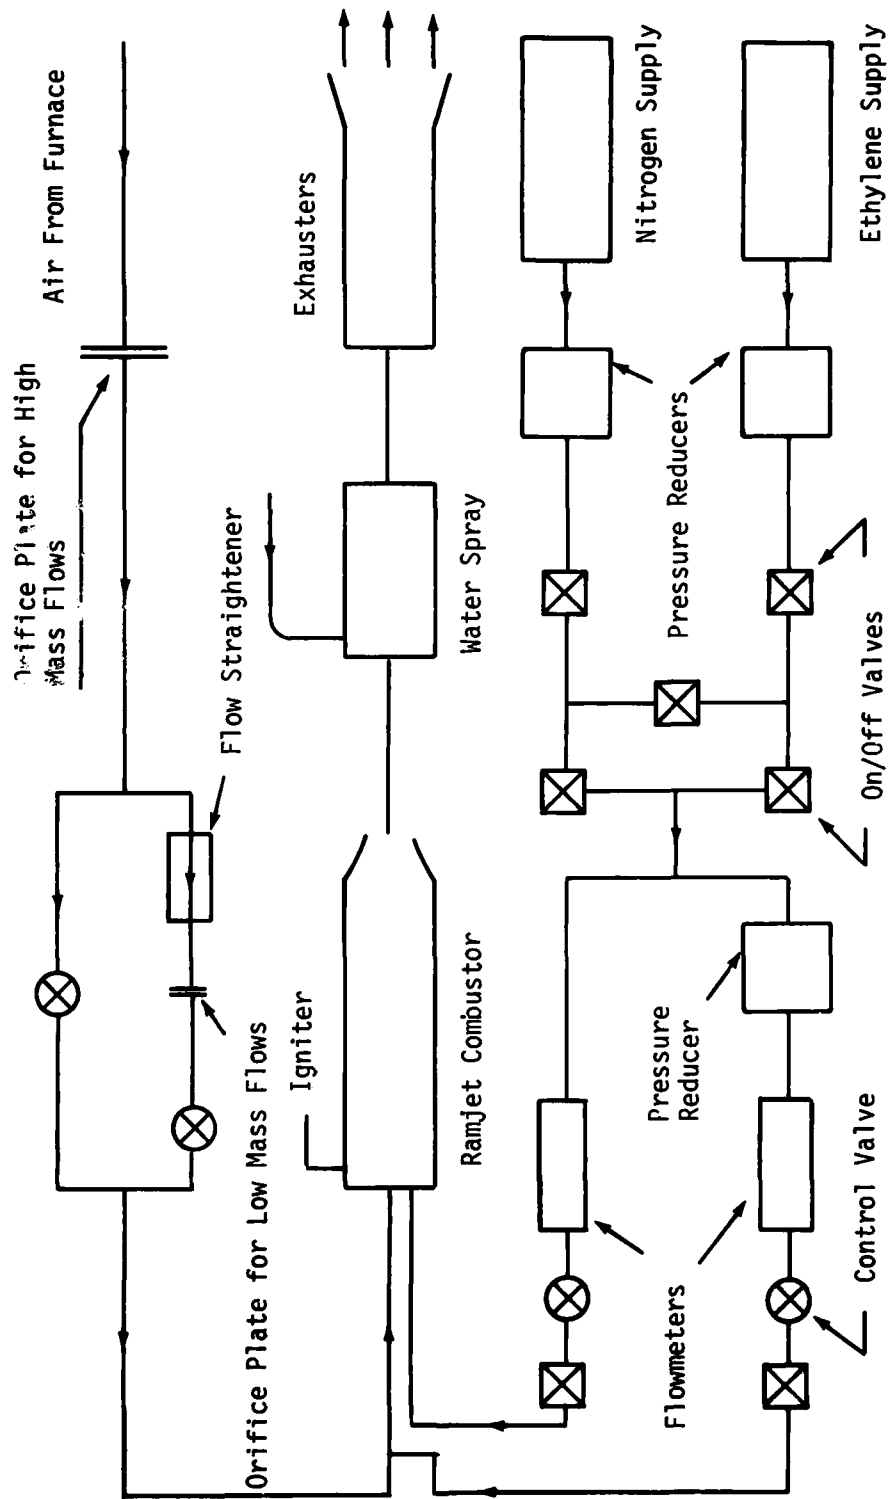 Orifice Plate for High
Mass Flows
Air From Furnace
Flow Straightener
Orifice Plate for Low Mass Flows
Igniter
Exhausters
Ramjet Combustor
Water Spray
Nitrogen Supply
Pressure
Reducer
Pressure Reducers
Flowmeters
Control Valve
On/Off Valves
Ethylene Supply